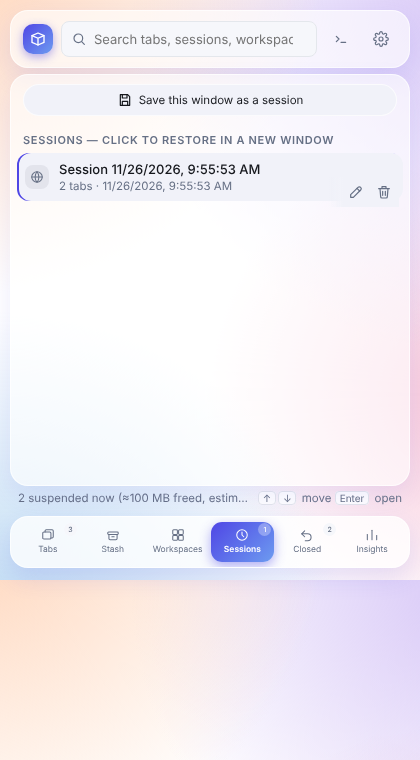 Search tabs, sessions, workspac
Save this window as a session
SESSIONS — CLICK TO RESTORE IN A NEW WINDOW
Session 11/26/2026, 9:55:53 AM
2 tabs · 11/26/2026, 9:55:53 AM
2 suspended now (≈100 MB freed, estim... ↑ ↓ move Enter open
3 1 2
Tabs Stash Workspaces Sessions Closed Insights